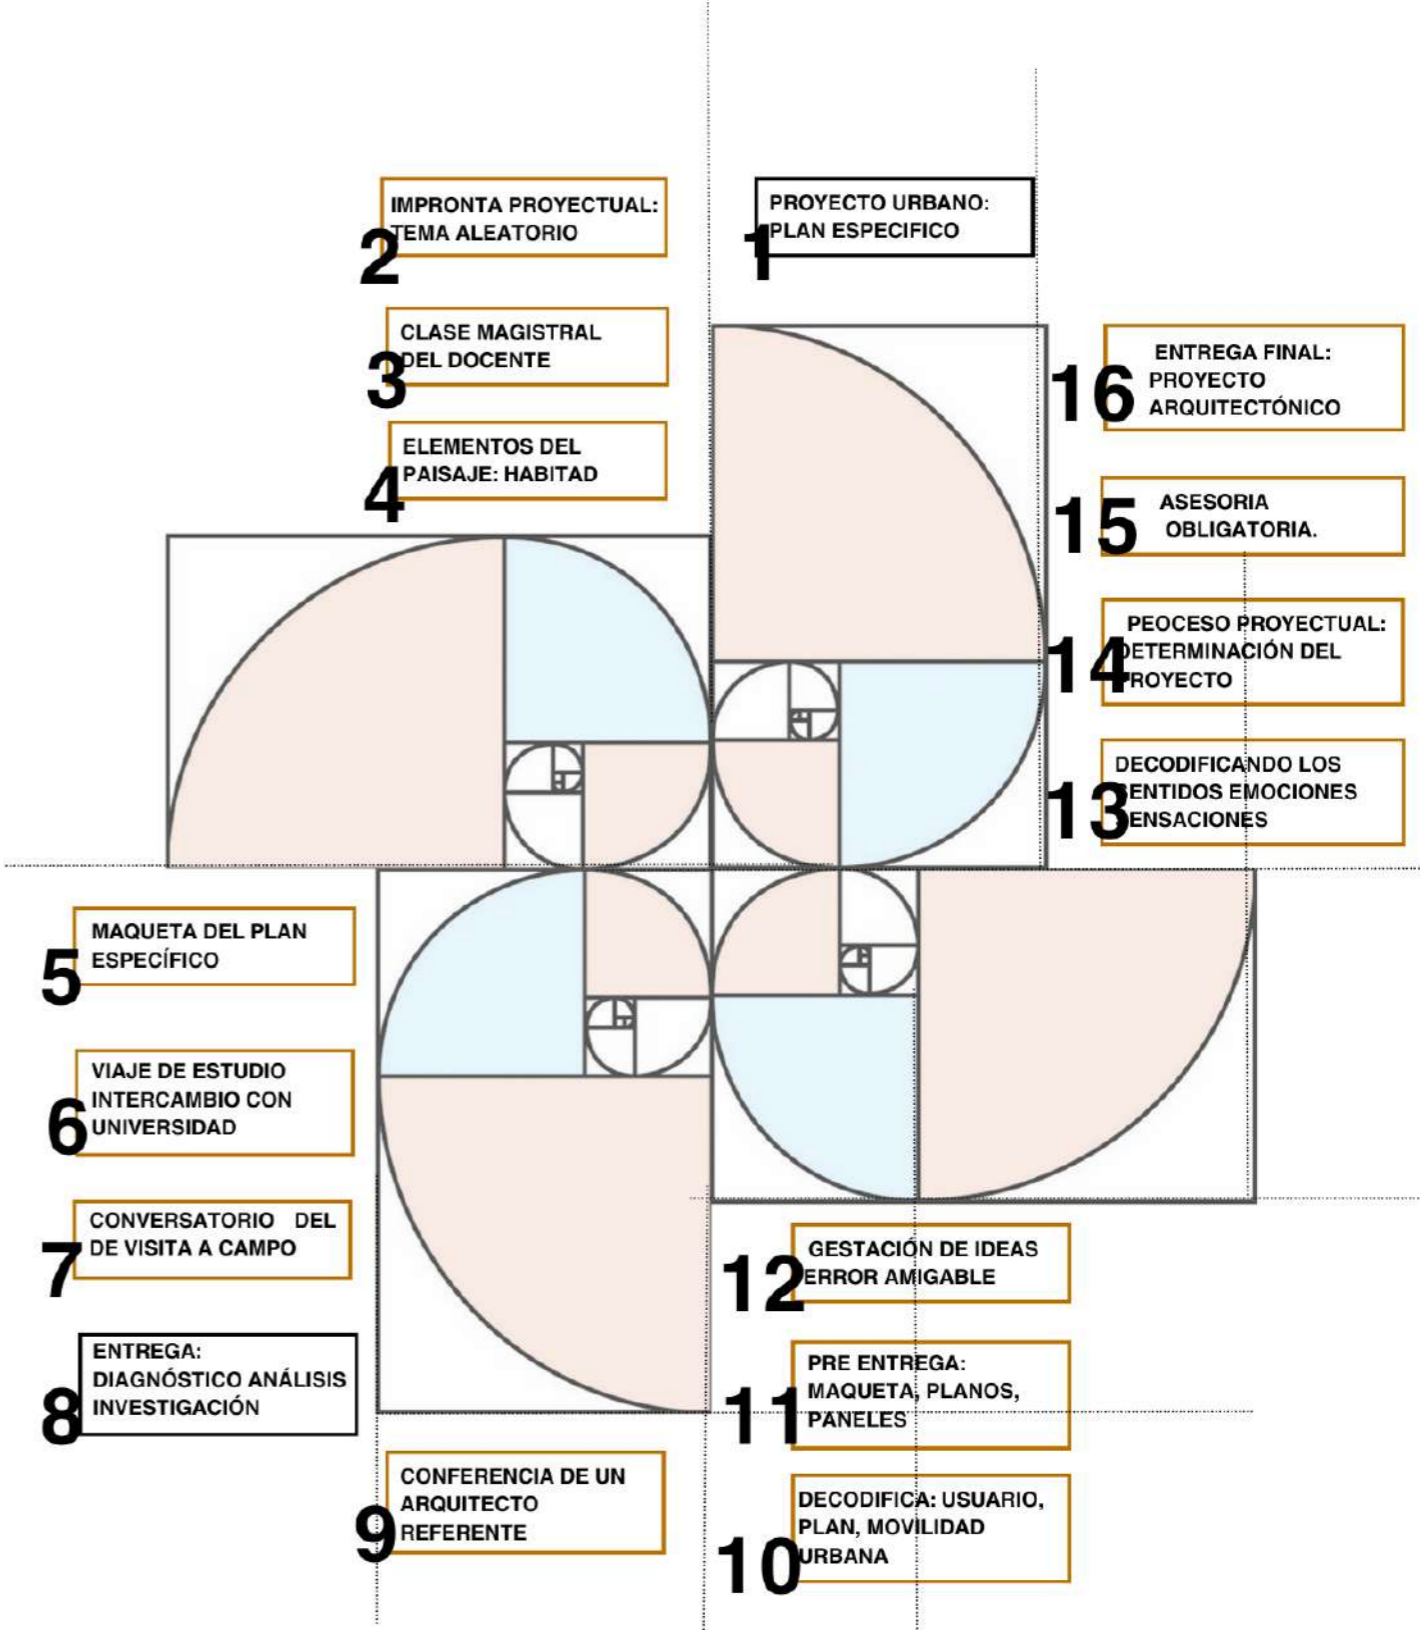 PROYECTO URBANO:
PLAN ESPECIFICO
1
IMPRONTA PROYECTUAL:
TEMA ALEATORIO
2
CLASE MAGISTRAL
DEL DOCENTE
3
ELEMENTOS DEL
PAISAJE: HABITAD
4
MAQUETA DEL PLAN
ESPECÍFICO
5
VIAJE DE ESTUDIO
INTERCAMBIO CON
UNIVERSIDAD
6
CONVERSATORIO DEL
DE VISITA A CAMPO
7
ENTREGA:
DIAGNÓSTICO ANÁLISIS
INVESTIGACIÓN
8
CONFERENCIA DE UN
ARQUITECTO
REFERENTE
9
DECODIFICA: USUARIO,
PLAN, MOVILIDAD
URBANA
10
PRE ENTREGA:
MAQUETA, PLANOS,
PANELES
11
GESTACIÓN DE IDEAS
ERROR AMIGABLE
12
DECODIFICANDO LOS
SENTIDOS EMOCIONES
SENSACIONES
13
PEOCESO PROYECTUAL:
DETERMINACIÓN DEL
PROYECTO
14
ASESORIA
OBLIGATORIA.
15
ENTREGA FINAL:
PROYECTO
ARQUITECTÓNICO
16